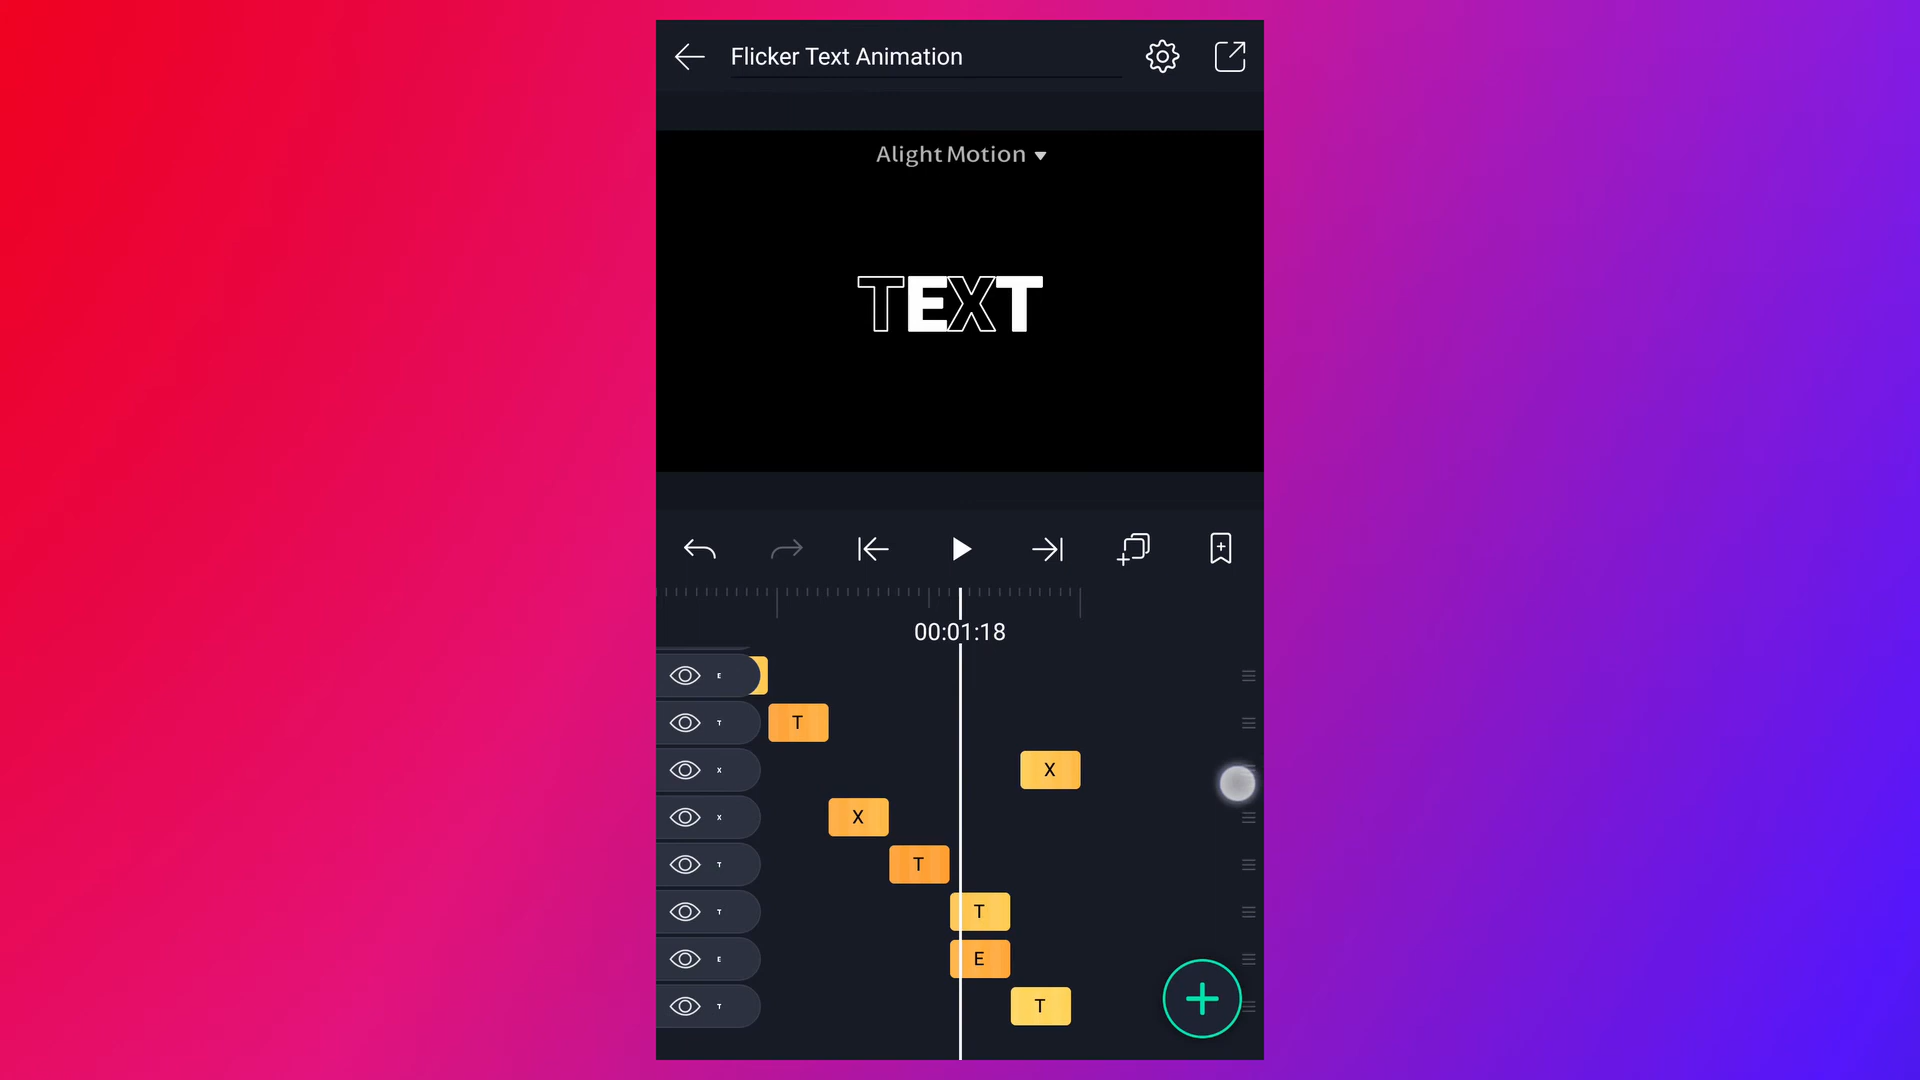 Flicker Text Animation
Alight Motion
TEXT
00:01:18
E
T T
X X
X X
T T
T T
E E
T T